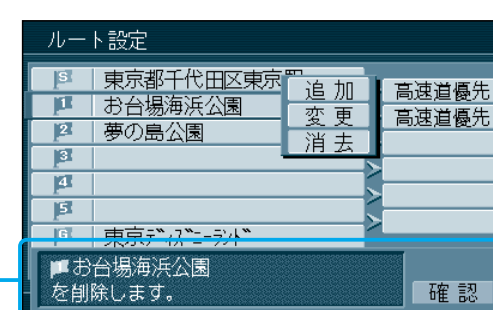 ルート設定
S 東京都千代田区東京
追加
高速道優先
1 お台場海浜公園
変更
高速道優先
2 夢の島公園
消去
3
4
5
G 東京ディズニーランド
お台場海浜公園
を削除します。
確認